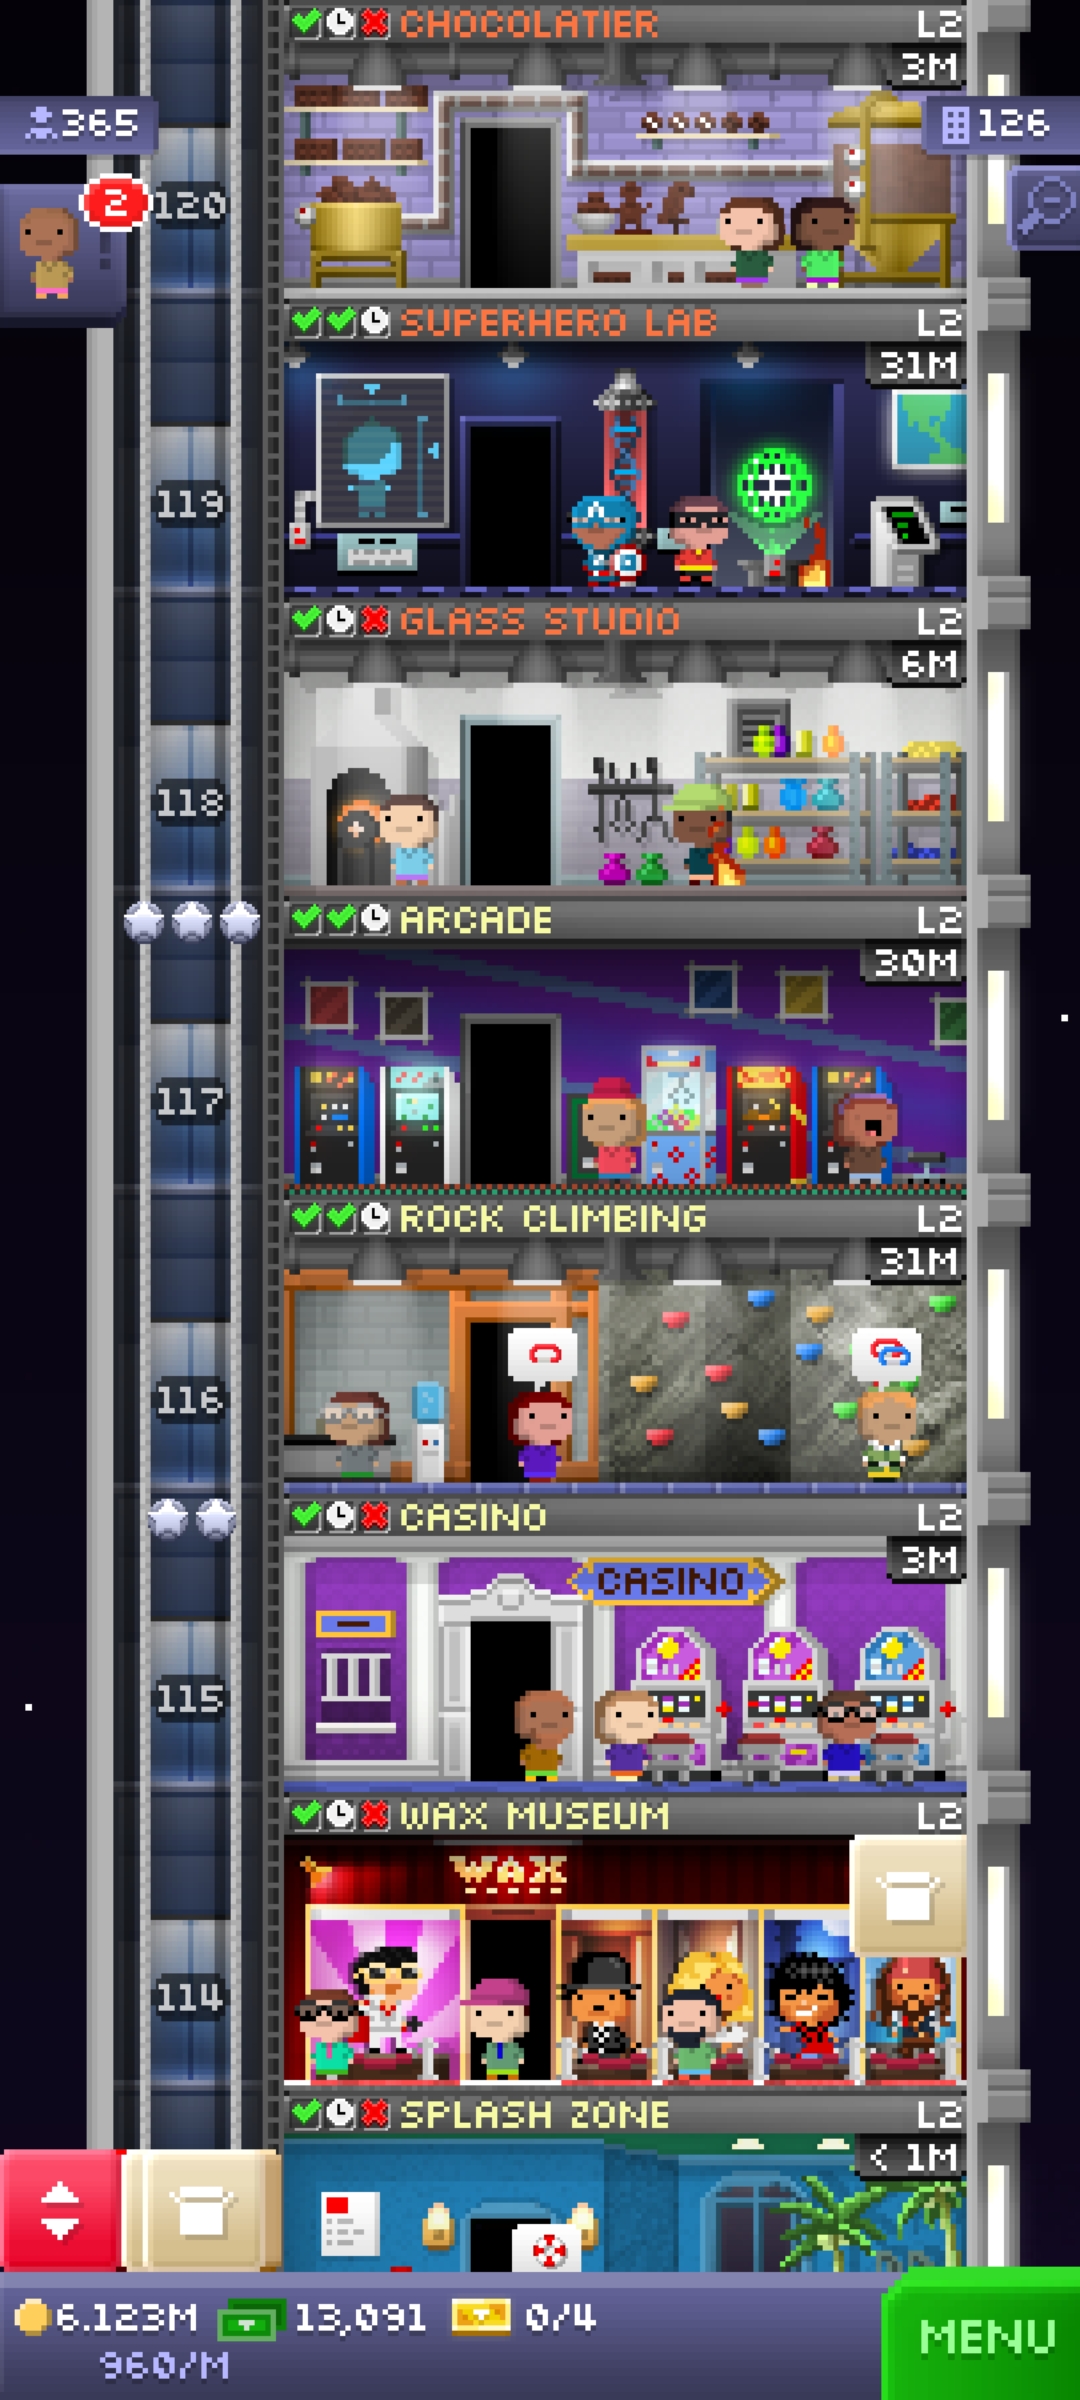 CHOCOLATIER L2
3M
365
126
2
120
SUPERHERO LAB L2
31M
119
GLASS STUDIO L2
6M
118
ARCADE L2
30M
117
ROCK CLIMBING L2
31M
116
CASINO L2
3M
CASINO
115
WAX MUSEUM L2
WAX
114
SPLASH ZONE L2
< 1M
6.123M 13,091 0/4
960/M
MENU